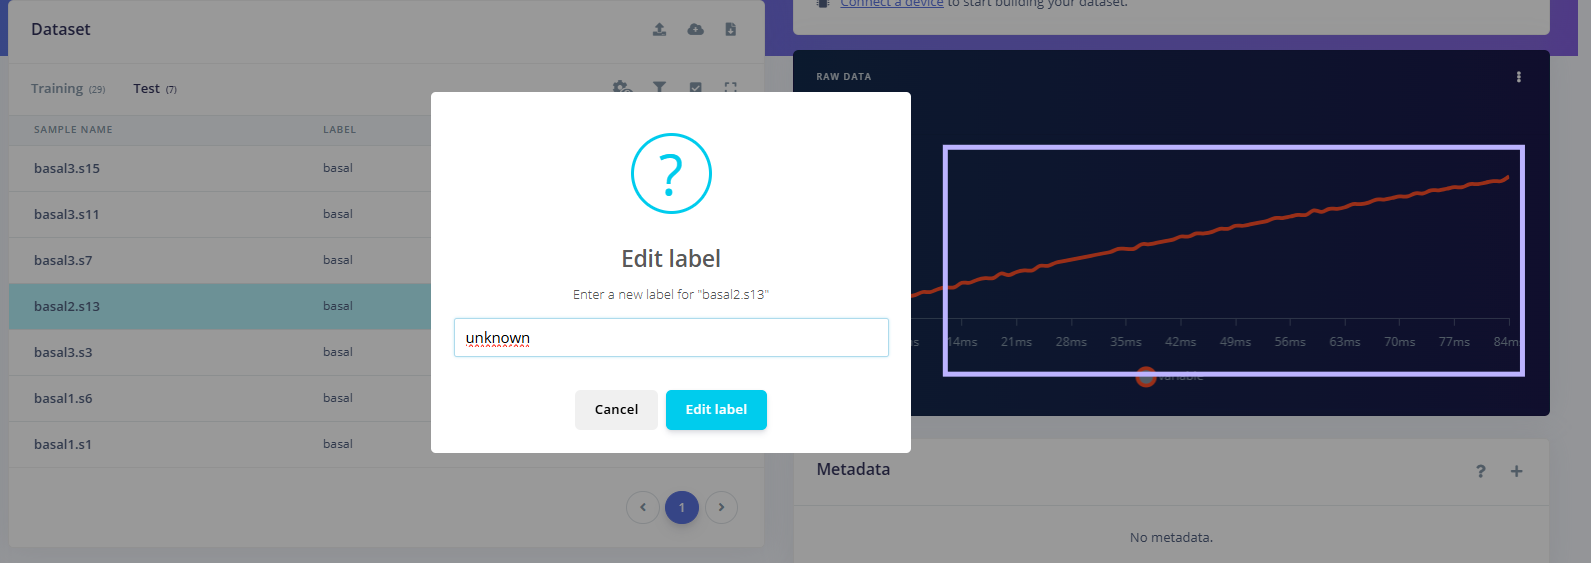 Connect a device to start building your dataset.
Dataset
RAW DATA
Training (29) Test (7)
SAMPLE NAME LABEL
basal3.s15 basal
basal3.s11 basal
basal3.s7 basal
basal2.s13 basal
basal3.s3 basal
basal1.s6 basal
basal1.s1 basal
1
?
Edit label
Enter a new label for "basal2.s13"
unknown
Cancel Edit label
14ms 21ms 28ms 35ms 42ms 49ms 56ms 63ms 70ms 77ms 84ms
variable
Metadata ? +
No metadata.